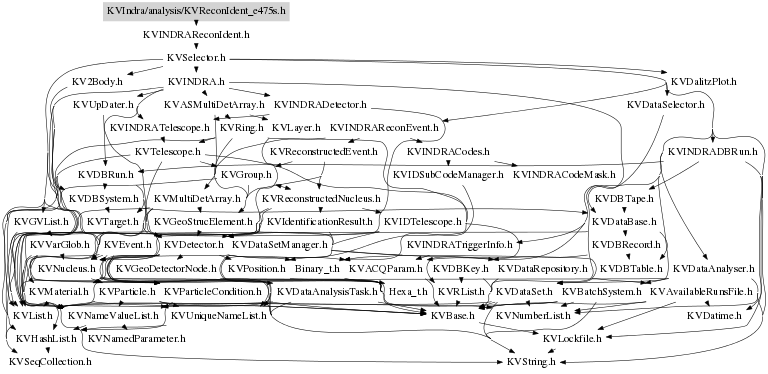 KVIndra/analysis/KVReconIdent_e475s.h
KVINDRAReconIdent.h
KVSelector.h
KV2Body.h KVINDRA.h KVDalitzPlot.h
KVUpDater.h KVASMultiDetArray.h KVINDRADetector.h KVDataSelector.h
KVINDRATelescope.h KVRing.h KVLayer.h KVINDRAReconEvent.h
KVTelescope.h KVReconstructedEvent.h KVINDRACodes.h KVINDRADBRun.h
KVDBRun.h KVGroup.h KVIDSubCodeManager.h KVINDRACodeMask.h
KVDBSystem.h KVMultiDetArray.h KVReconstructedNucleus.h KVDBTape.h
KVGVList.h KVTarget.h KVGeoStrucElement.h KVIdentificationResult.h KVIDTelescope.h KVDataBase.h
KVVarGlob.h KVEvent.h KVDetector.h KVDataSetManager.h KVINDRATriggerInfo.h KVDBRecord.h
KVNucleus.h KVGeoDetectorNode.h KVPosition.h Binary_t.h KVACQParam.h KVDBKey.h KVDataRepository.h KVDBTable.h KVDataAnalyser.h
KVMaterial.h KVParticle.h KVParticleCondition.h KVDataAnalysisTask.h Hexa_t.h KVRList.h KVDataSet.h KVBatchSystem.h KVAvailableRunsFile.h
KVList.h KVNameValueList.h KVUniqueNameList.h KVBase.h KVNumberList.h KVDatime.h
KVHashList.h KVNamedParameter.h KVLockfile.h
KVSeqCollection.h KVString.h